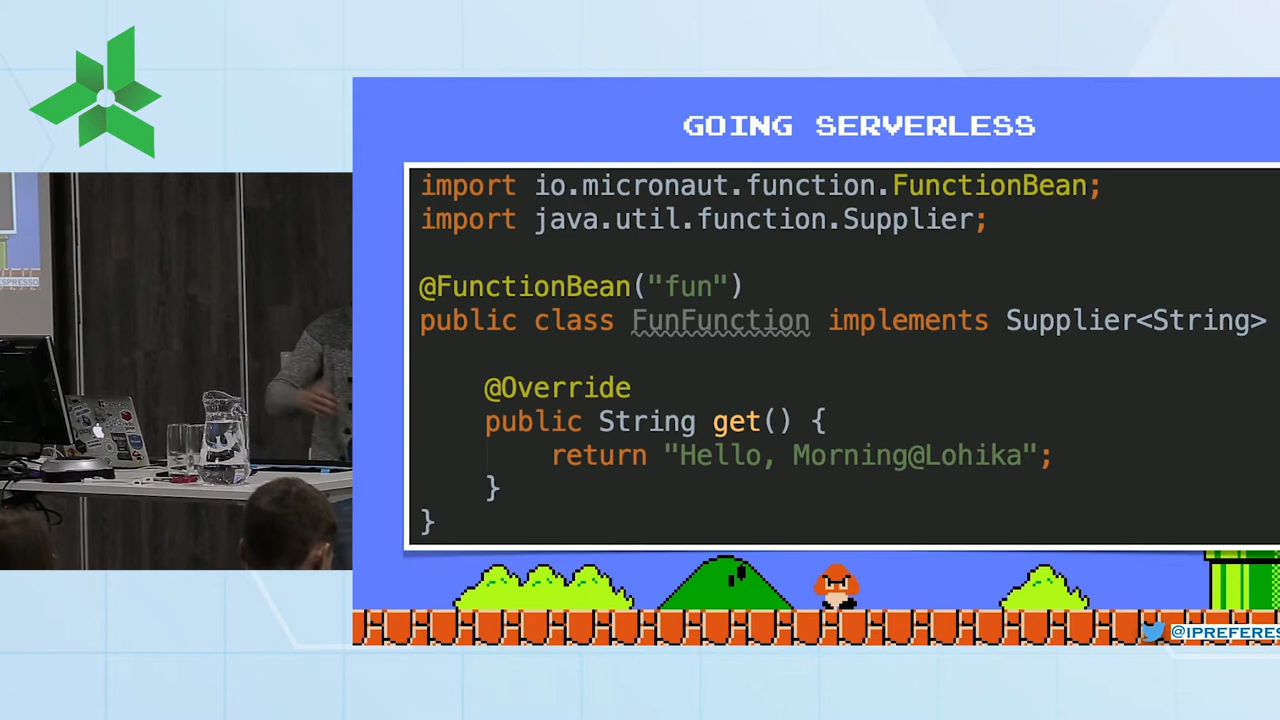 GOING SERVERLESS
import io.micronaut.function.FunctionBean;
import java.util.function.Supplier;
@FunctionBean("fun")
public class FunFunction implements Supplier<String>
@Override
public String get() {
return "Hello, Morning@Lohika";
}
}
@IPREFERES
ESPRESSO